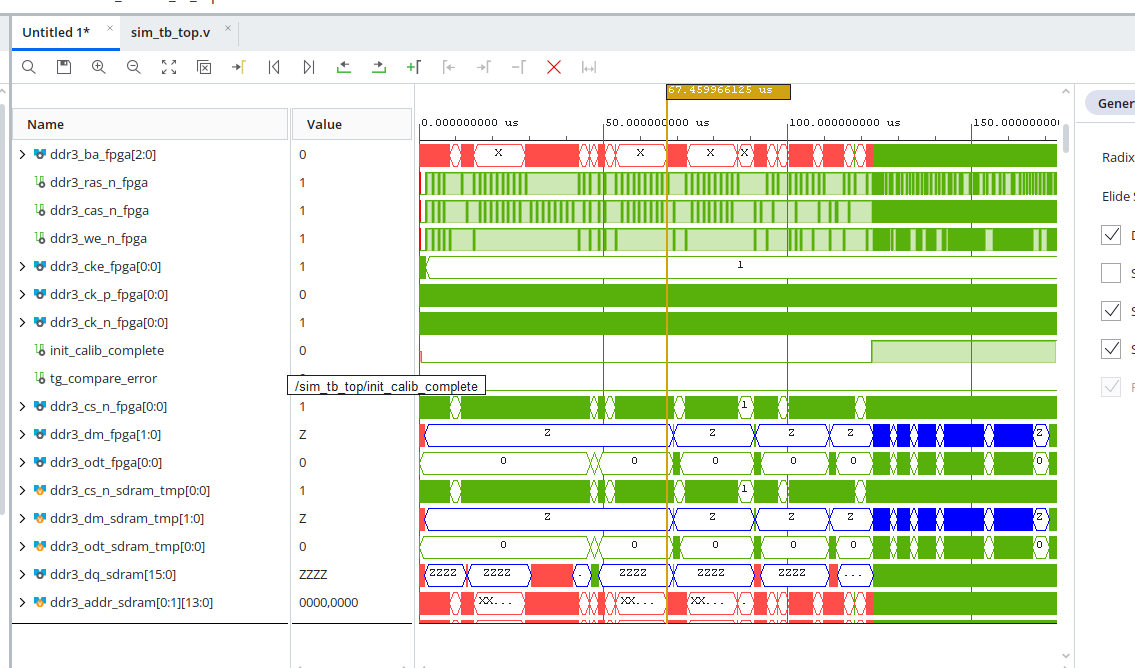 Untitled 1* × sim_tb_top.v ×
67.459966125 us
Gener
Name Value
0.000000000 us 50.000000000 us 100.000000000 us 150.00000000
ddr3_ba_fpga[2:0] 0 X X X X
Radix
ddr3_ras_n_fpga 1
Elide S
ddr3_cas_n_fpga 1
ddr3_we_n_fpga 1
ddr3_cke_fpga[0:0] 1 1
ddr3_ck_p_fpga[0:0] 0
ddr3_ck_n_fpga[0:0] 1
init_calib_complete 0
tg_compare_error
/sim_tb_top/init_calib_complete
ddr3_cs_n_fpga[0:0] 1 1
ddr3_dm_fpga[1:0] Z Z Z Z Z Z
ddr3_odt_fpga[0:0] 0 0 0 0 0 0 0
ddr3_cs_n_sdram_tmp[0:0] 1 1
ddr3_dm_sdram_tmp[1:0] Z Z Z Z Z Z
ddr3_odt_sdram_tmp[0:0] 0 0 0 0 0 0 0
ddr3_dq_sdram[15:0] ZZZZ ZZZZ ZZZZ . ZZZZ ZZZZ ZZZZ ...
ddr3_addr_sdram[0:1][13:0] 0000,0000 XX... XX... XX... .